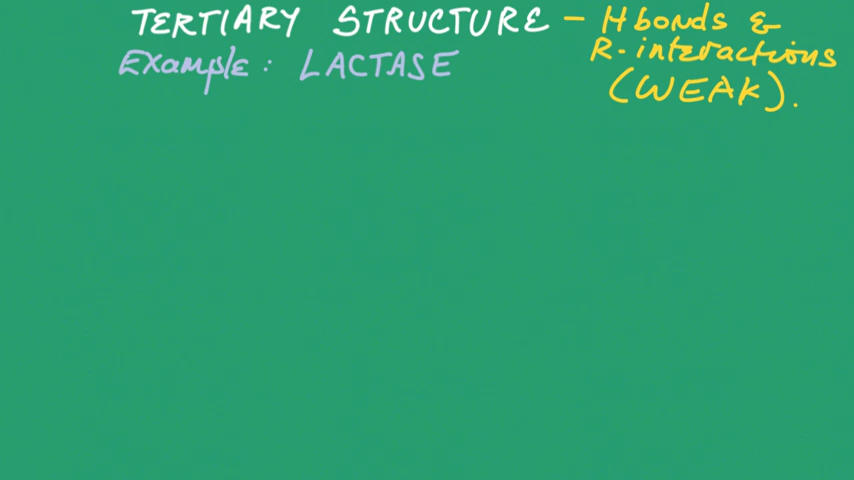 TERTIARY STRUCTURE - H bonds &
R-interactions
Example: LACTASE
(WEAK).